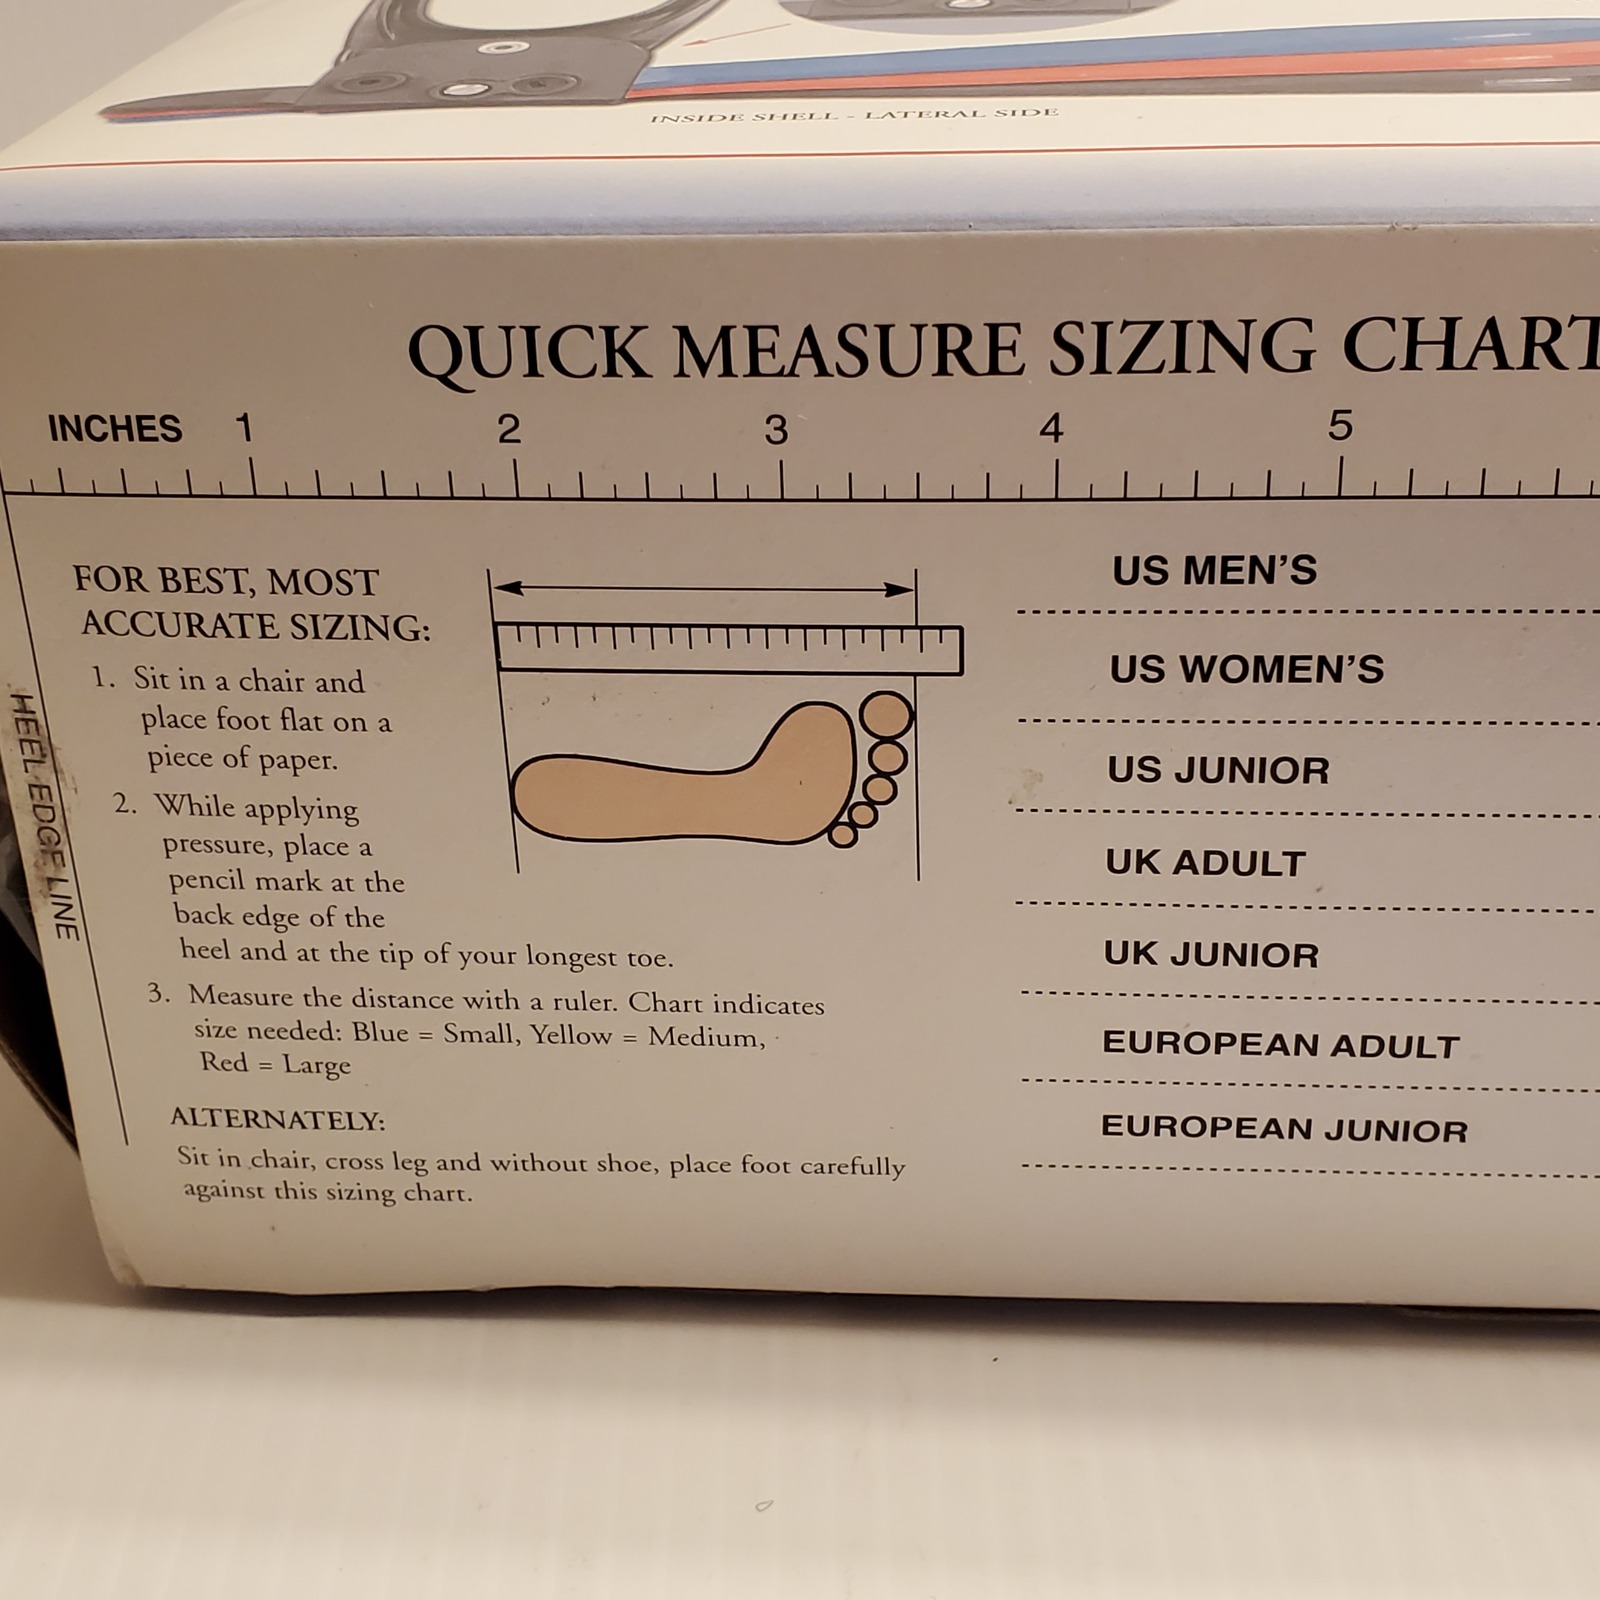 INSIDE SHELL - LATERAL SIDE
QUICK MEASURE SIZING CHART
INCHES 1 2 3 4 5
HEEL EDGE LINE
FOR BEST, MOST
ACCURATE SIZING:
1. Sit in a chair and
place foot flat on a
piece of paper.
2. While applying
pressure, place a
pencil mark at the
back edge of the
heel and at the tip of your longest toe.
3. Measure the distance with a ruler. Chart indicates
size needed: Blue = Small, Yellow = Medium,
Red = Large
ALTERNATELY:
Sit in chair, cross leg and without shoe, place foot carefully
against this sizing chart.
US MEN'S
US WOMEN'S
US JUNIOR
UK ADULT
UK JUNIOR
EUROPEAN ADULT
EUROPEAN JUNIOR